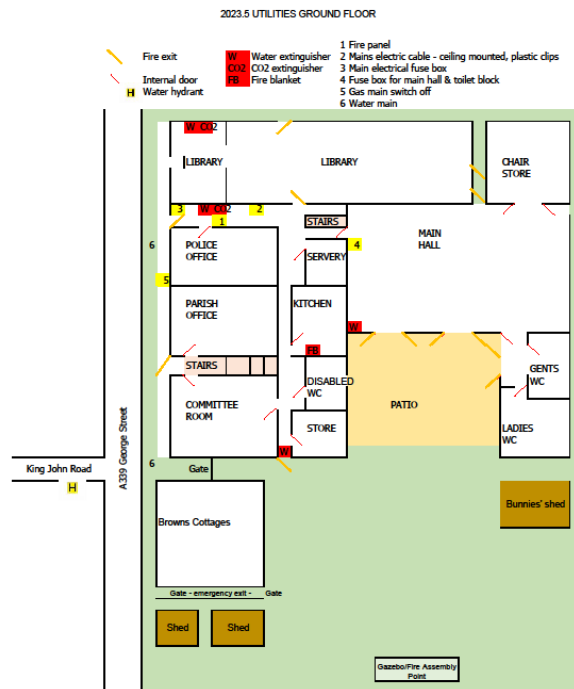 2023.5 UTILITIES GROUND FLOOR
Fire exit
Internal door
H Water hydrant
W Water extinguisher
CO2 CO2 extinguisher
FB Fire blanket
1 Fire panel
2 Mains electric cable - ceiling mounted, plastic clips
3 Main electrical fuse box
4 Fuse box for main hall & toilet block
5 Gas main switch off
6 Water main
W CO2
LIBRARY
LIBRARY
CHAIR
STORE
3
W CO2
2
1
STAIRS
MAIN
HALL
6
POLICE
OFFICE
4
SERVERY
5
PARISH
OFFICE
KITCHEN
W
FB
STAIRS
GENTS
WC
DISABLED
WC
COMMITTEE
ROOM
PATIO
STORE
LADIES
WC
W
A339 George Street
6
King John Road
H
Gate
Browns Cottages
Bunnies' shed
Gate - emergency exit - Gate
Shed
Shed
Gazebo/Fire Assembly
Point